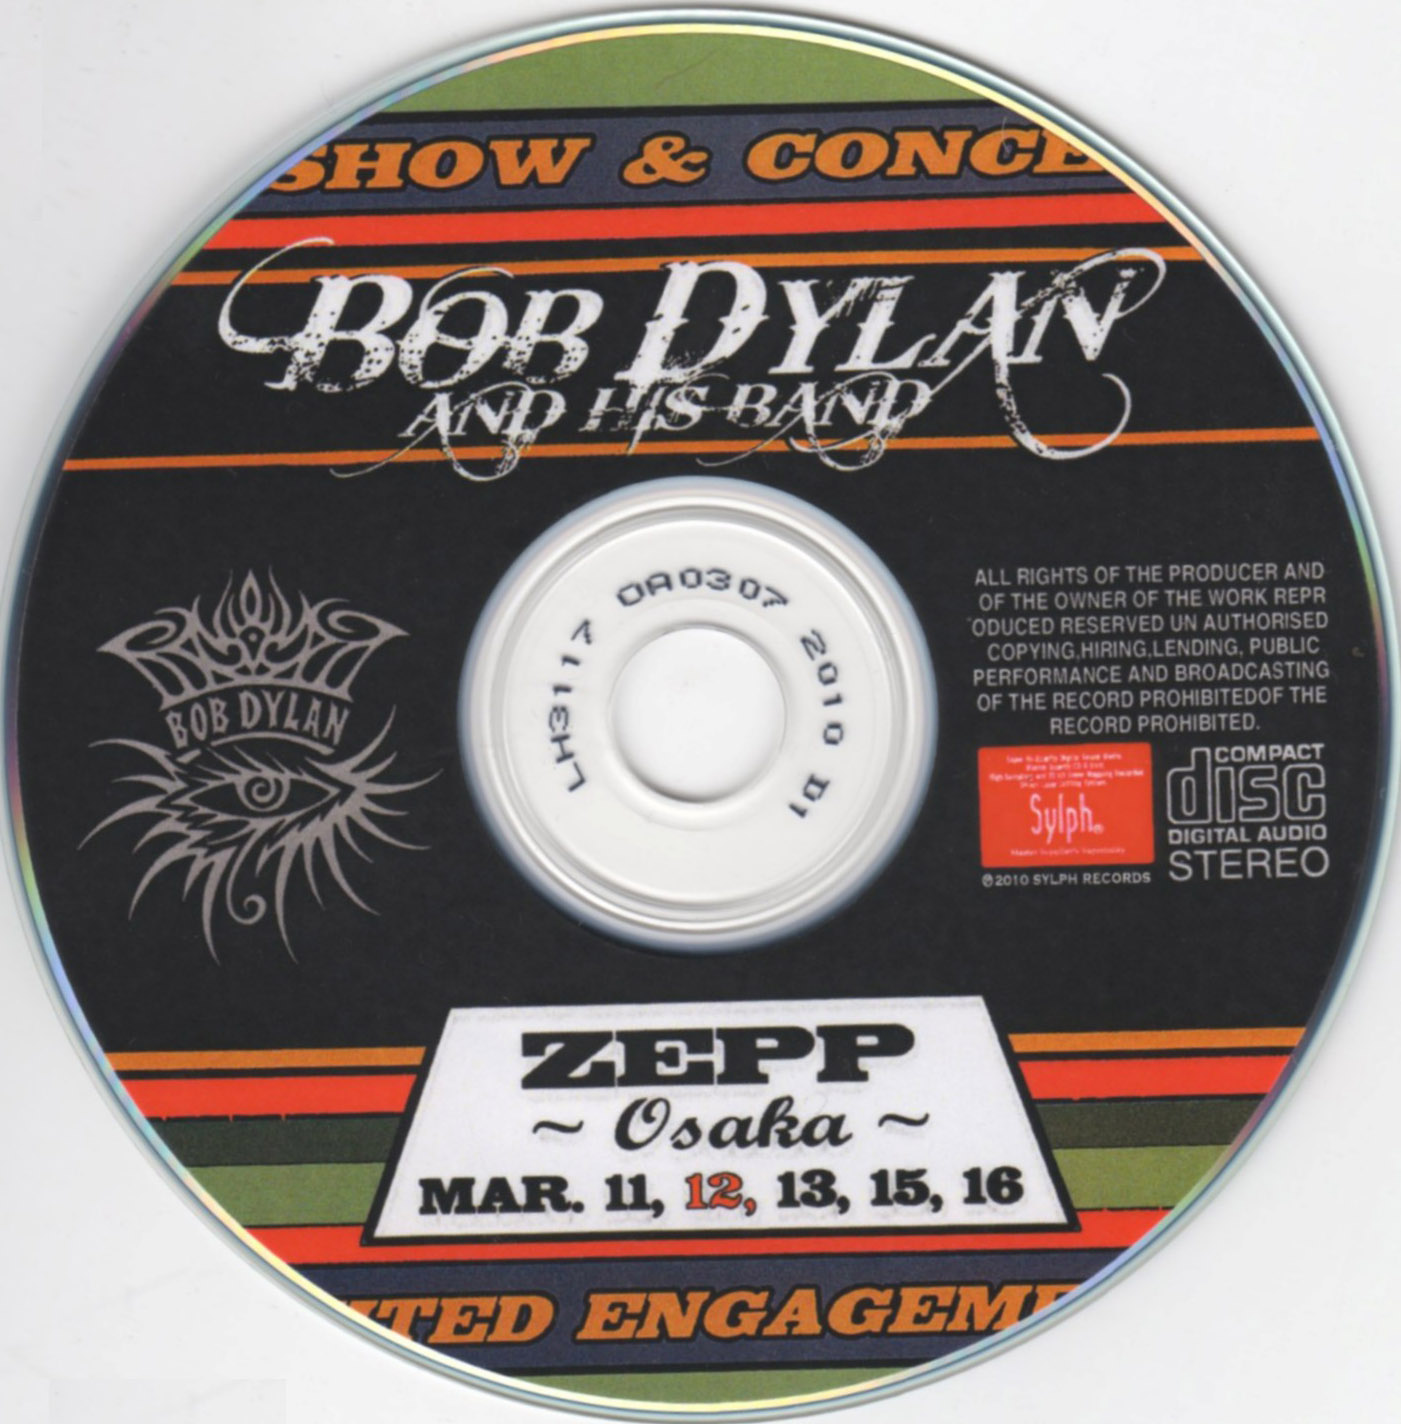 SHOW & CONCE
BOB DYLAN
AND HIS BAND
LH3117 OA0307 2010 D1
BOB DYLAN
ALL RIGHTS OF THE PRODUCER AND
OF THE OWNER OF THE WORK REPR
ODUCED RESERVED UN AUTHORISED
COPYING,HIRING,LENDING, PUBLIC
PERFORMANCE AND BROADCASTING
OF THE RECORD PROHIBITEDOF THE
RECORD PROHIBITED.
Sylph®
℗2010 SYLPH RECORDS
COMPACT
disc
DIGITAL AUDIO
STEREO
ZEPP
~ Osaka ~
MAR. 11, 12, 13, 15, 16
ITED ENGAGEME